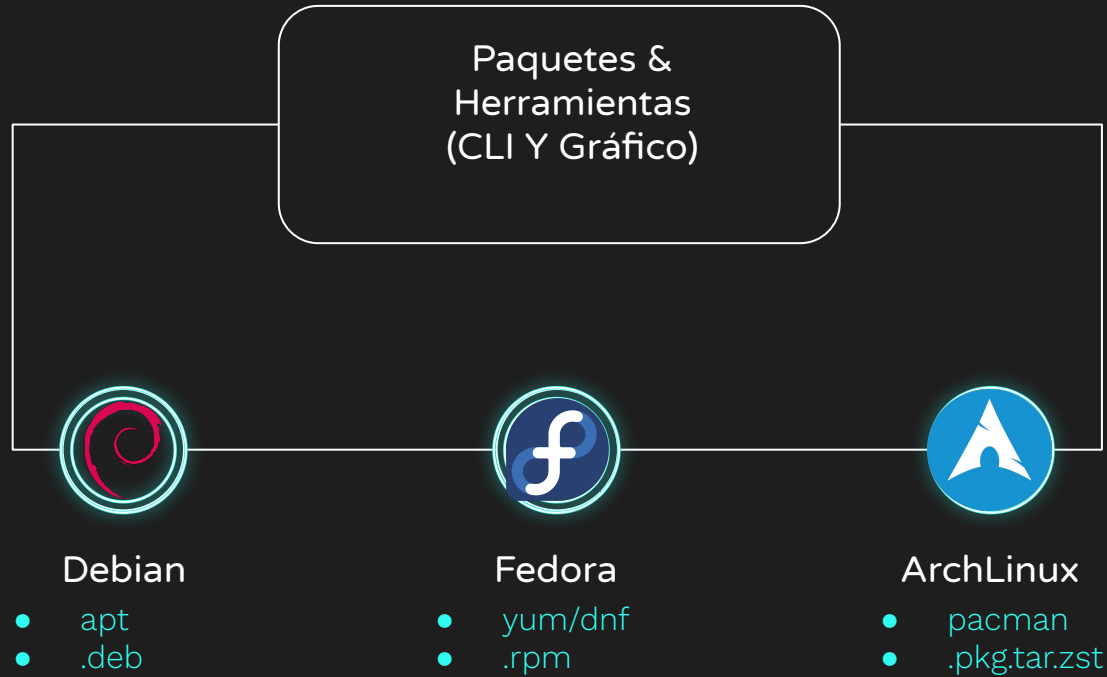 Paquetes &
Herramientas
(CLI Y Gráfico)
Debian
● apt
● .deb
Fedora
● yum/dnf
● .rpm
ArchLinux
● pacman
● .pkg.tar.zst